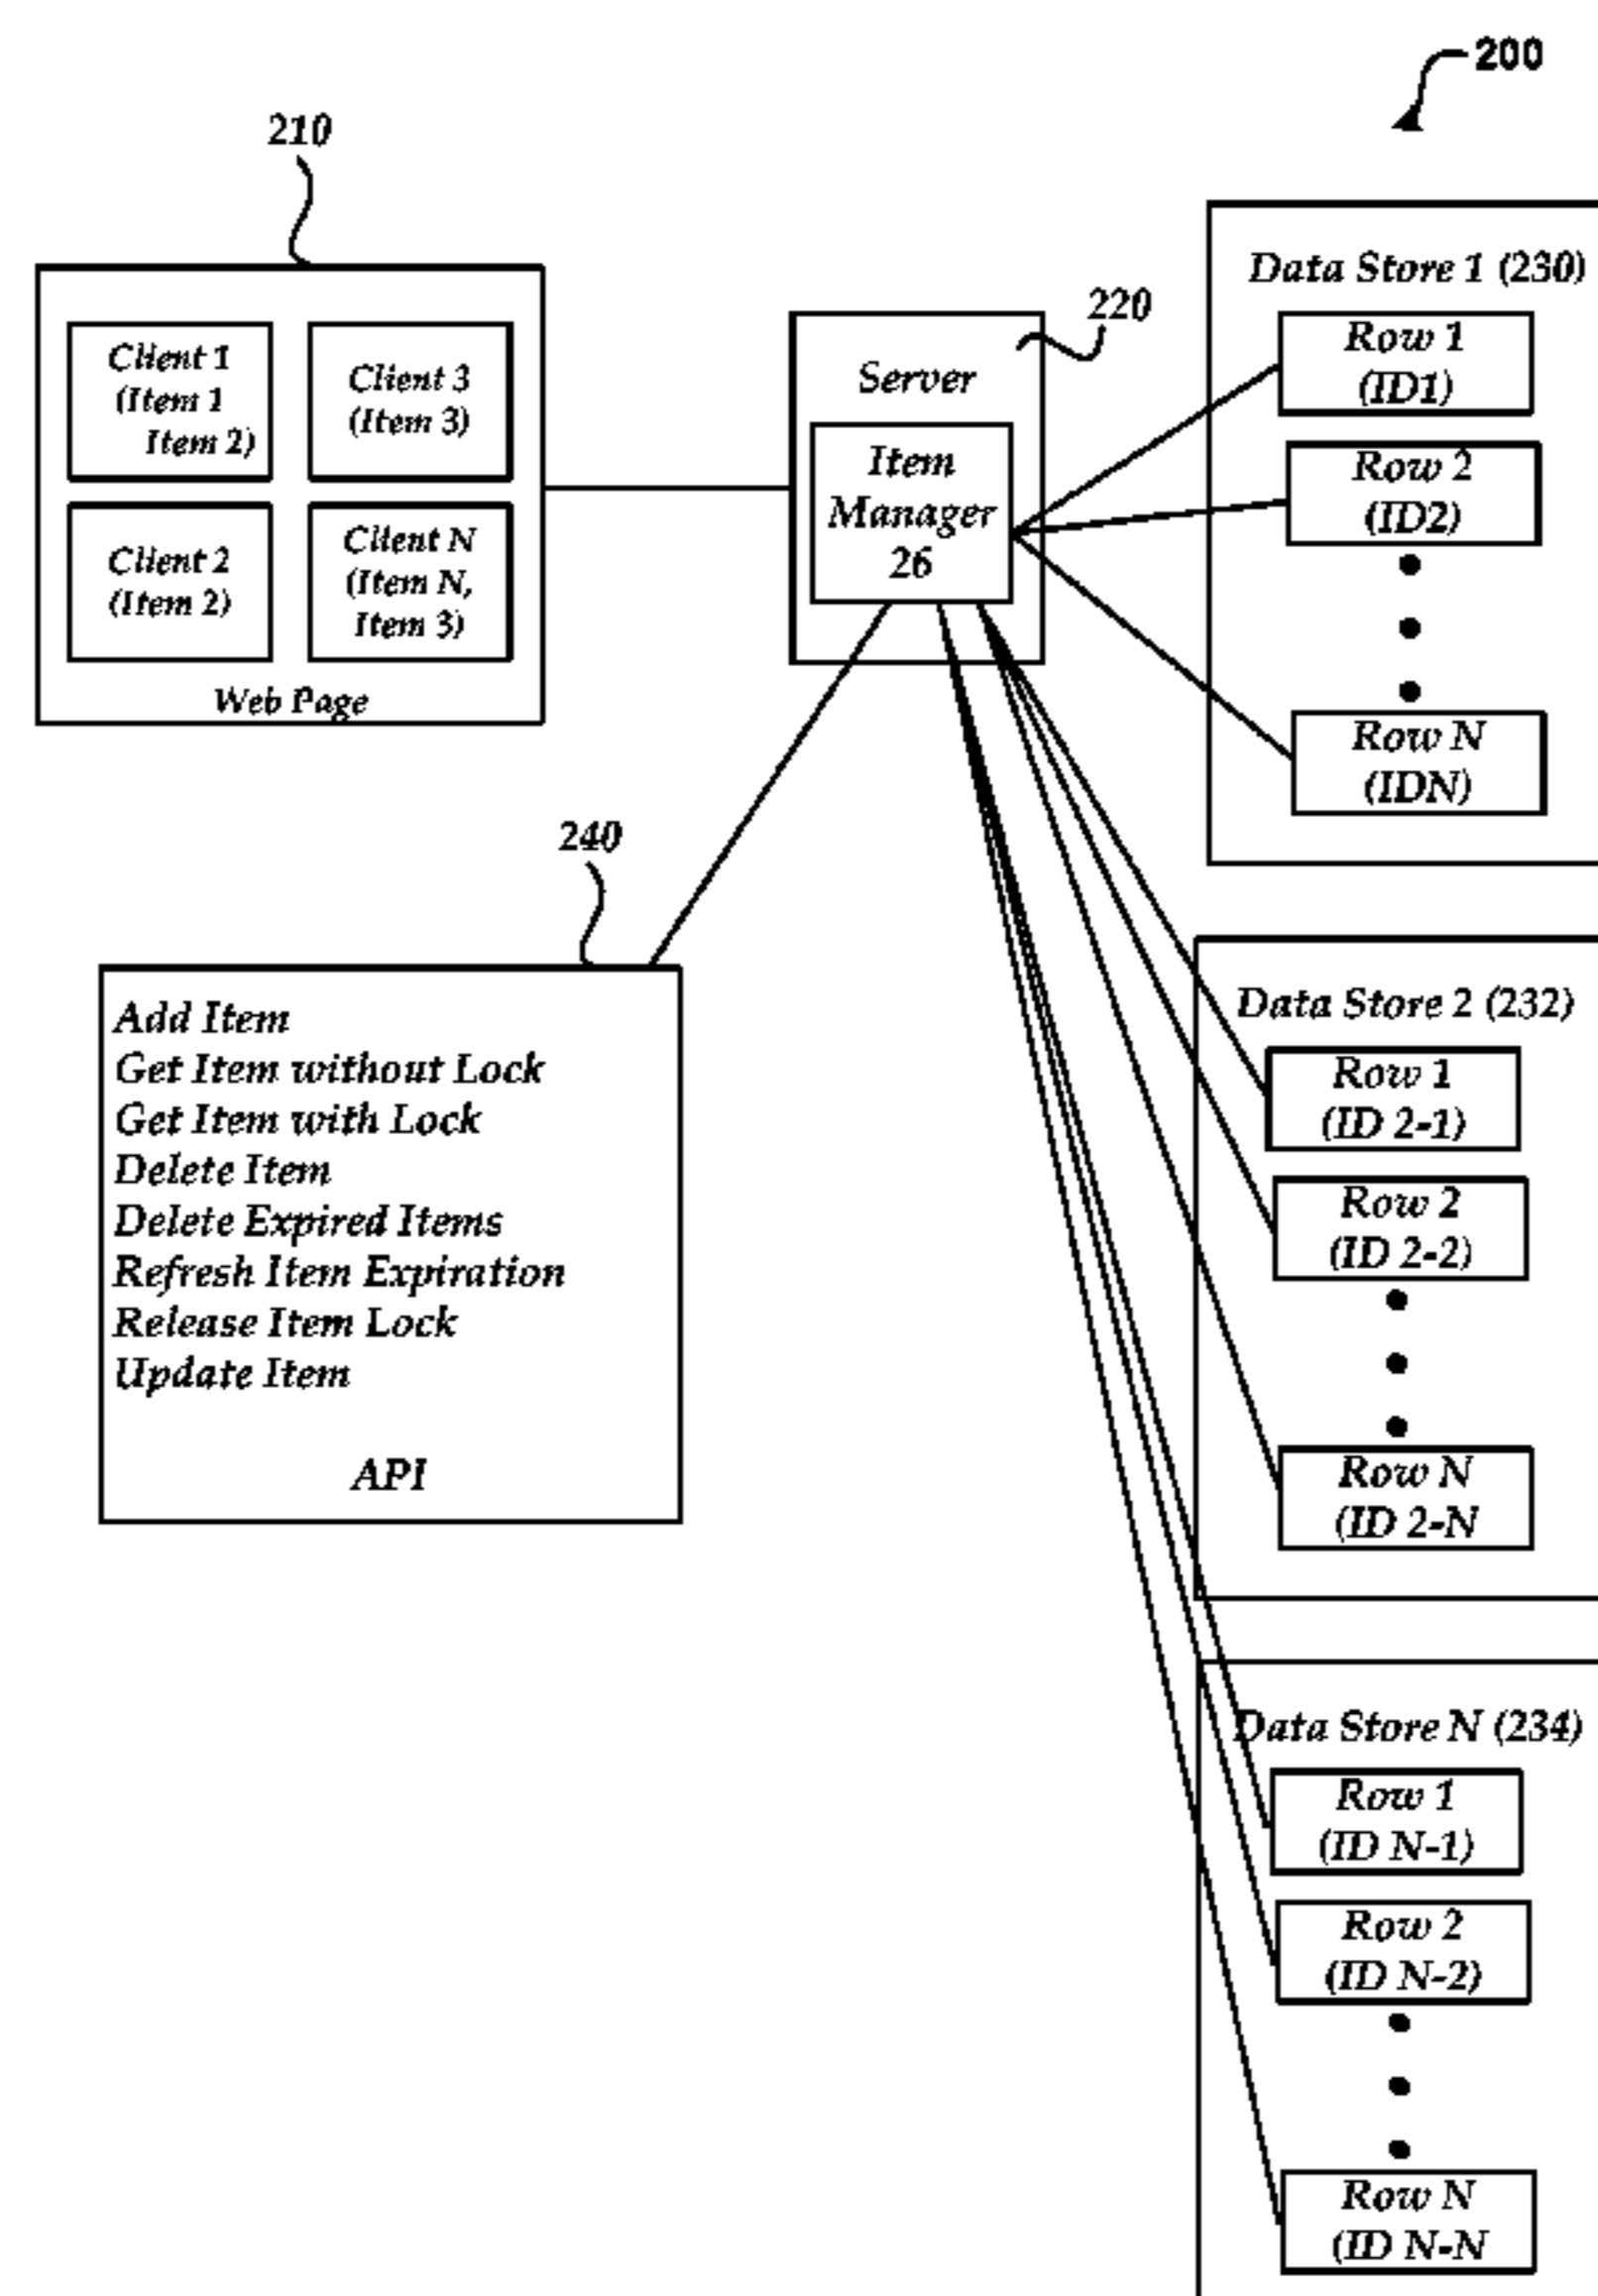 200
210
Client 1
(Item 1
Item 2)
Client 3
(Item 3)
Client 2
(Item 2)
Client N
(Item N,
Item 3)
Web Page
220
Server
Item
Manager
26
Data Store 1 (230)
Row 1
(ID1)
Row 2
(ID2)
Row N
(IDN)
240
Add Item
Get Item without Lock
Get Item with Lock
Delete Item
Delete Expired Items
Refresh Item Expiration
Release Item Lock
Update Item
API
Data Store 2 (232)
Row 1
(ID 2-1)
Row 2
(ID 2-2)
Row N
(ID 2-N
Data Store N (234)
Row 1
(ID N-1)
Row 2
(ID N-2)
Row N
(ID N-N